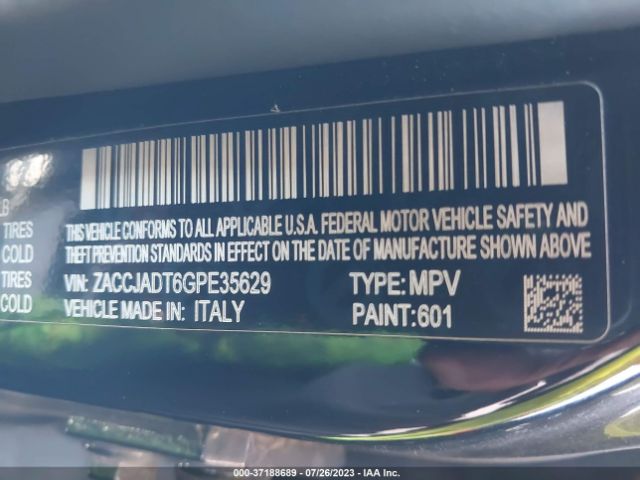 LB
TIRES THIS VEHICLE CONFORMS TO ALL APPLICABLE U.S.A. FEDERAL MOTOR VEHICLE SAFETY AND
COLD THEFT PREVENTION STANDARDS IN EFFECT ON THE DATE OF MANUFACTURE SHOWN ABOVE
TIRES VIN: ZACCJADT6GPE35629 TYPE: MPV
COLD VEHICLE MADE IN: ITALY PAINT:601
000-37188689 - 07/26/2023 - IAA Inc.